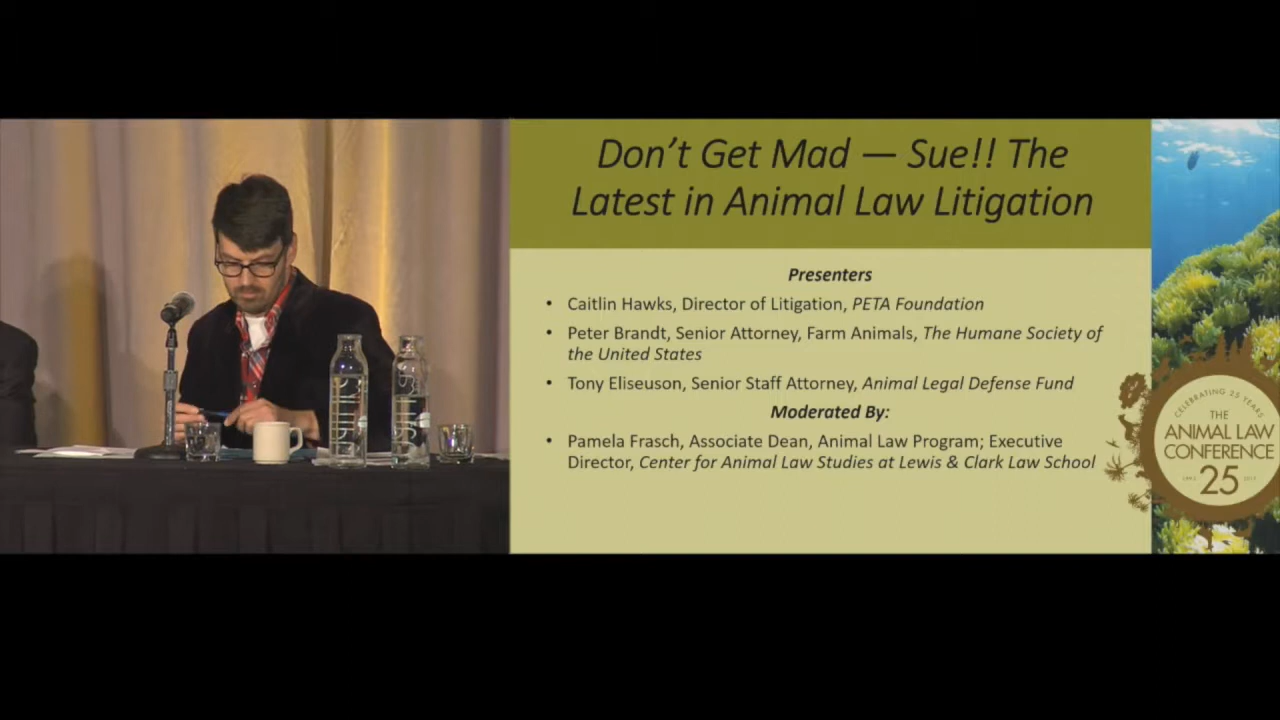 Don't Get Mad — Sue!! The
Latest in Animal Law Litigation
Presenters
• Caitlin Hawks, Director of Litigation, PETA Foundation
• Peter Brandt, Senior Attorney, Farm Animals, The Humane Society of
the United States
• Tony Eliseuson, Senior Staff Attorney, Animal Legal Defense Fund
Moderated By:
• Pamela Frasch, Associate Dean, Animal Law Program; Executive
Director, Center for Animal Law Studies at Lewis & Clark Law School
CELEBRATING 25 YEARS
THE
ANIMAL LAW
CONFERENCE
25